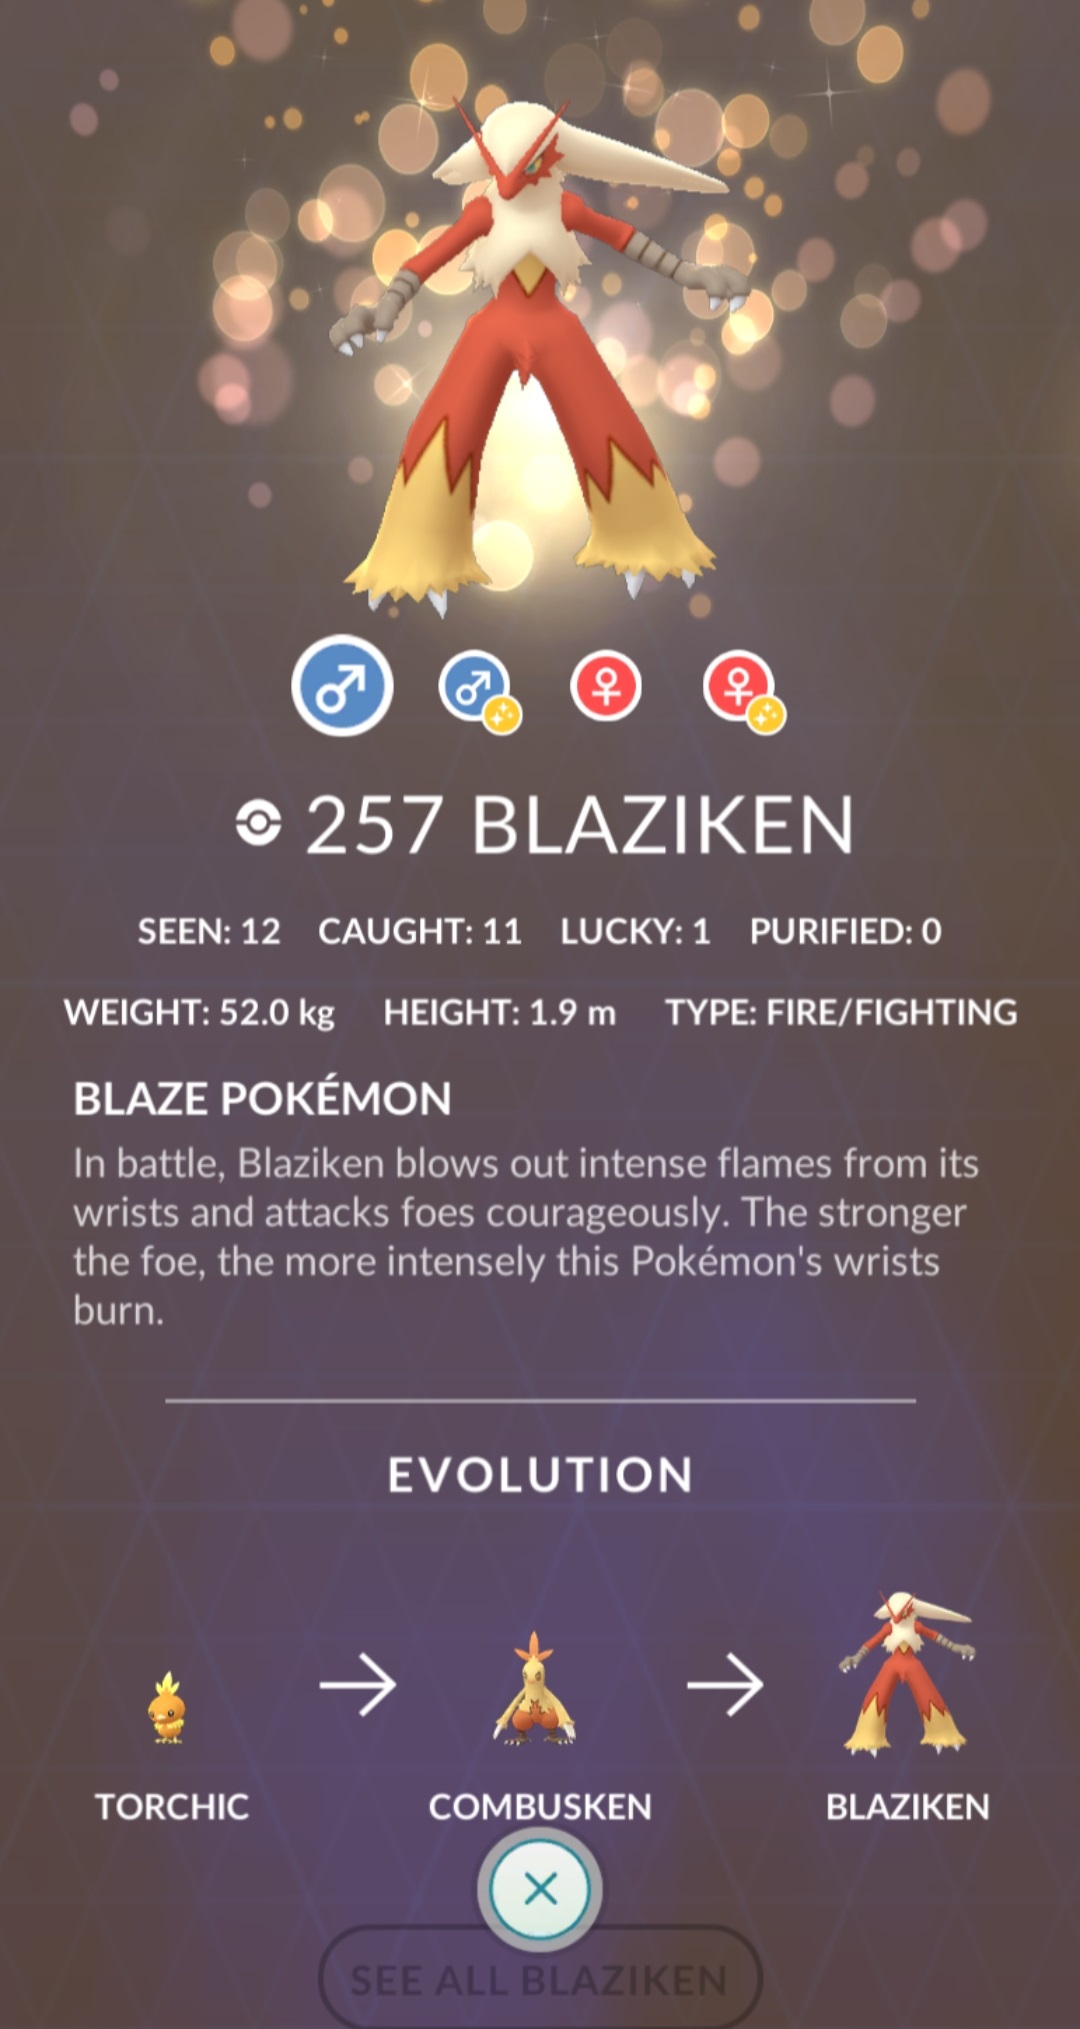 257 BLAZIKEN
SEEN: 12 CAUGHT: 11 LUCKY: 1 PURIFIED: 0
WEIGHT: 52.0 kg HEIGHT: 1.9 m TYPE: FIRE/FIGHTING
BLAZE POKÉMON
In battle, Blaziken blows out intense flames from its
wrists and attacks foes courageously. The stronger
the foe, the more intensely this Pokémon's wrists
burn.
EVOLUTION
TORCHIC COMBUSKEN BLAZIKEN
SEE ALL BLAZIKEN